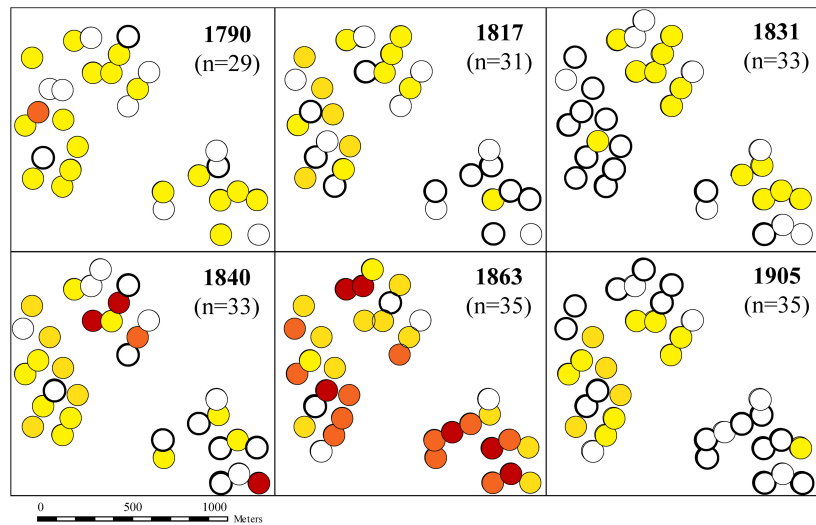 1790
(n=29)
1817
(n=31)
1831
(n=33)
1840
(n=33)
1863
(n=35)
1905
(n=35)
0 500 1000
Meters